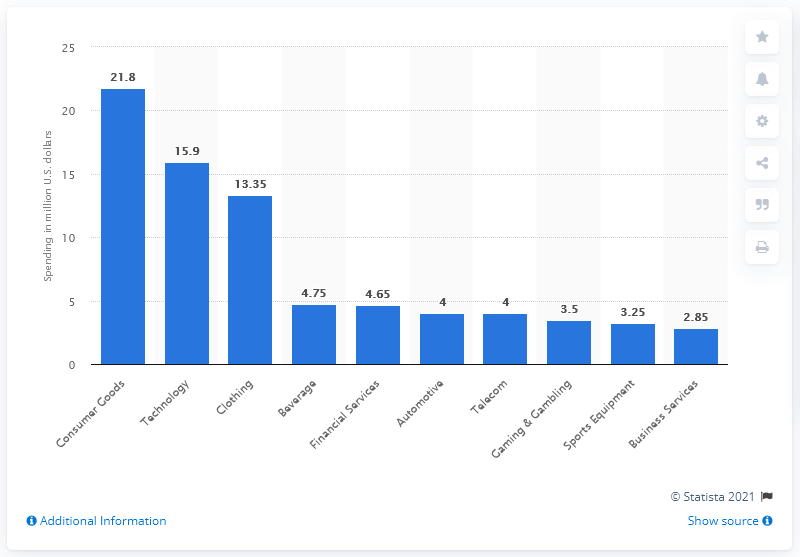 25
20
15
10
5
0
Spending in million U.S. dollars
21.8
15.9
13.35
4.75
4.65
4
4
3.5
3.25
2.85
Consumer Goods
Technology
Clothing
Beverage
Financial Services
Automotive
Telecom
Gaming & Gambling
Sports Equipment
Business Services
© Statista 2021
Additional Information
Show source